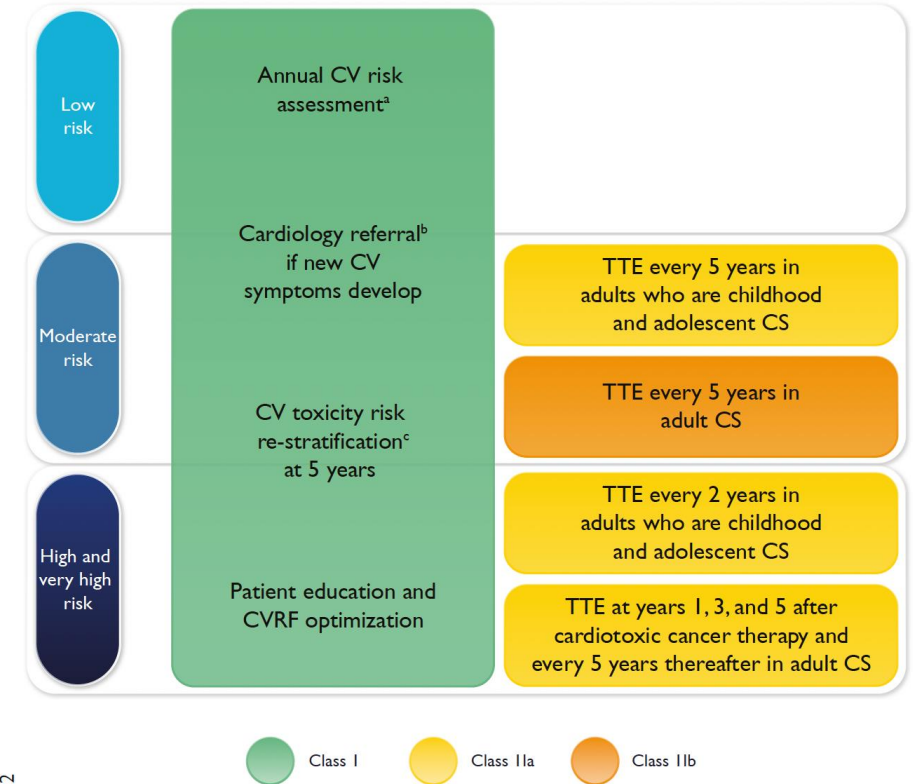 Low
risk
Annual CV risk
assessmentᵃ
Cardiology referralᵇ
if new CV
symptoms develop
Moderate
risk
TTE every 5 years in
adults who are childhood
and adolescent CS
TTE every 5 years in
adult CS
CV toxicity risk
re-stratificationᶜ
at 5 years
High and
very high
risk
Patient education and
CVRF optimization
TTE every 2 years in
adults who are childhood
and adolescent CS
TTE at years 1, 3, and 5 after
cardiotoxic cancer therapy and
every 5 years thereafter in adult CS
Class I
Class IIa
Class IIb